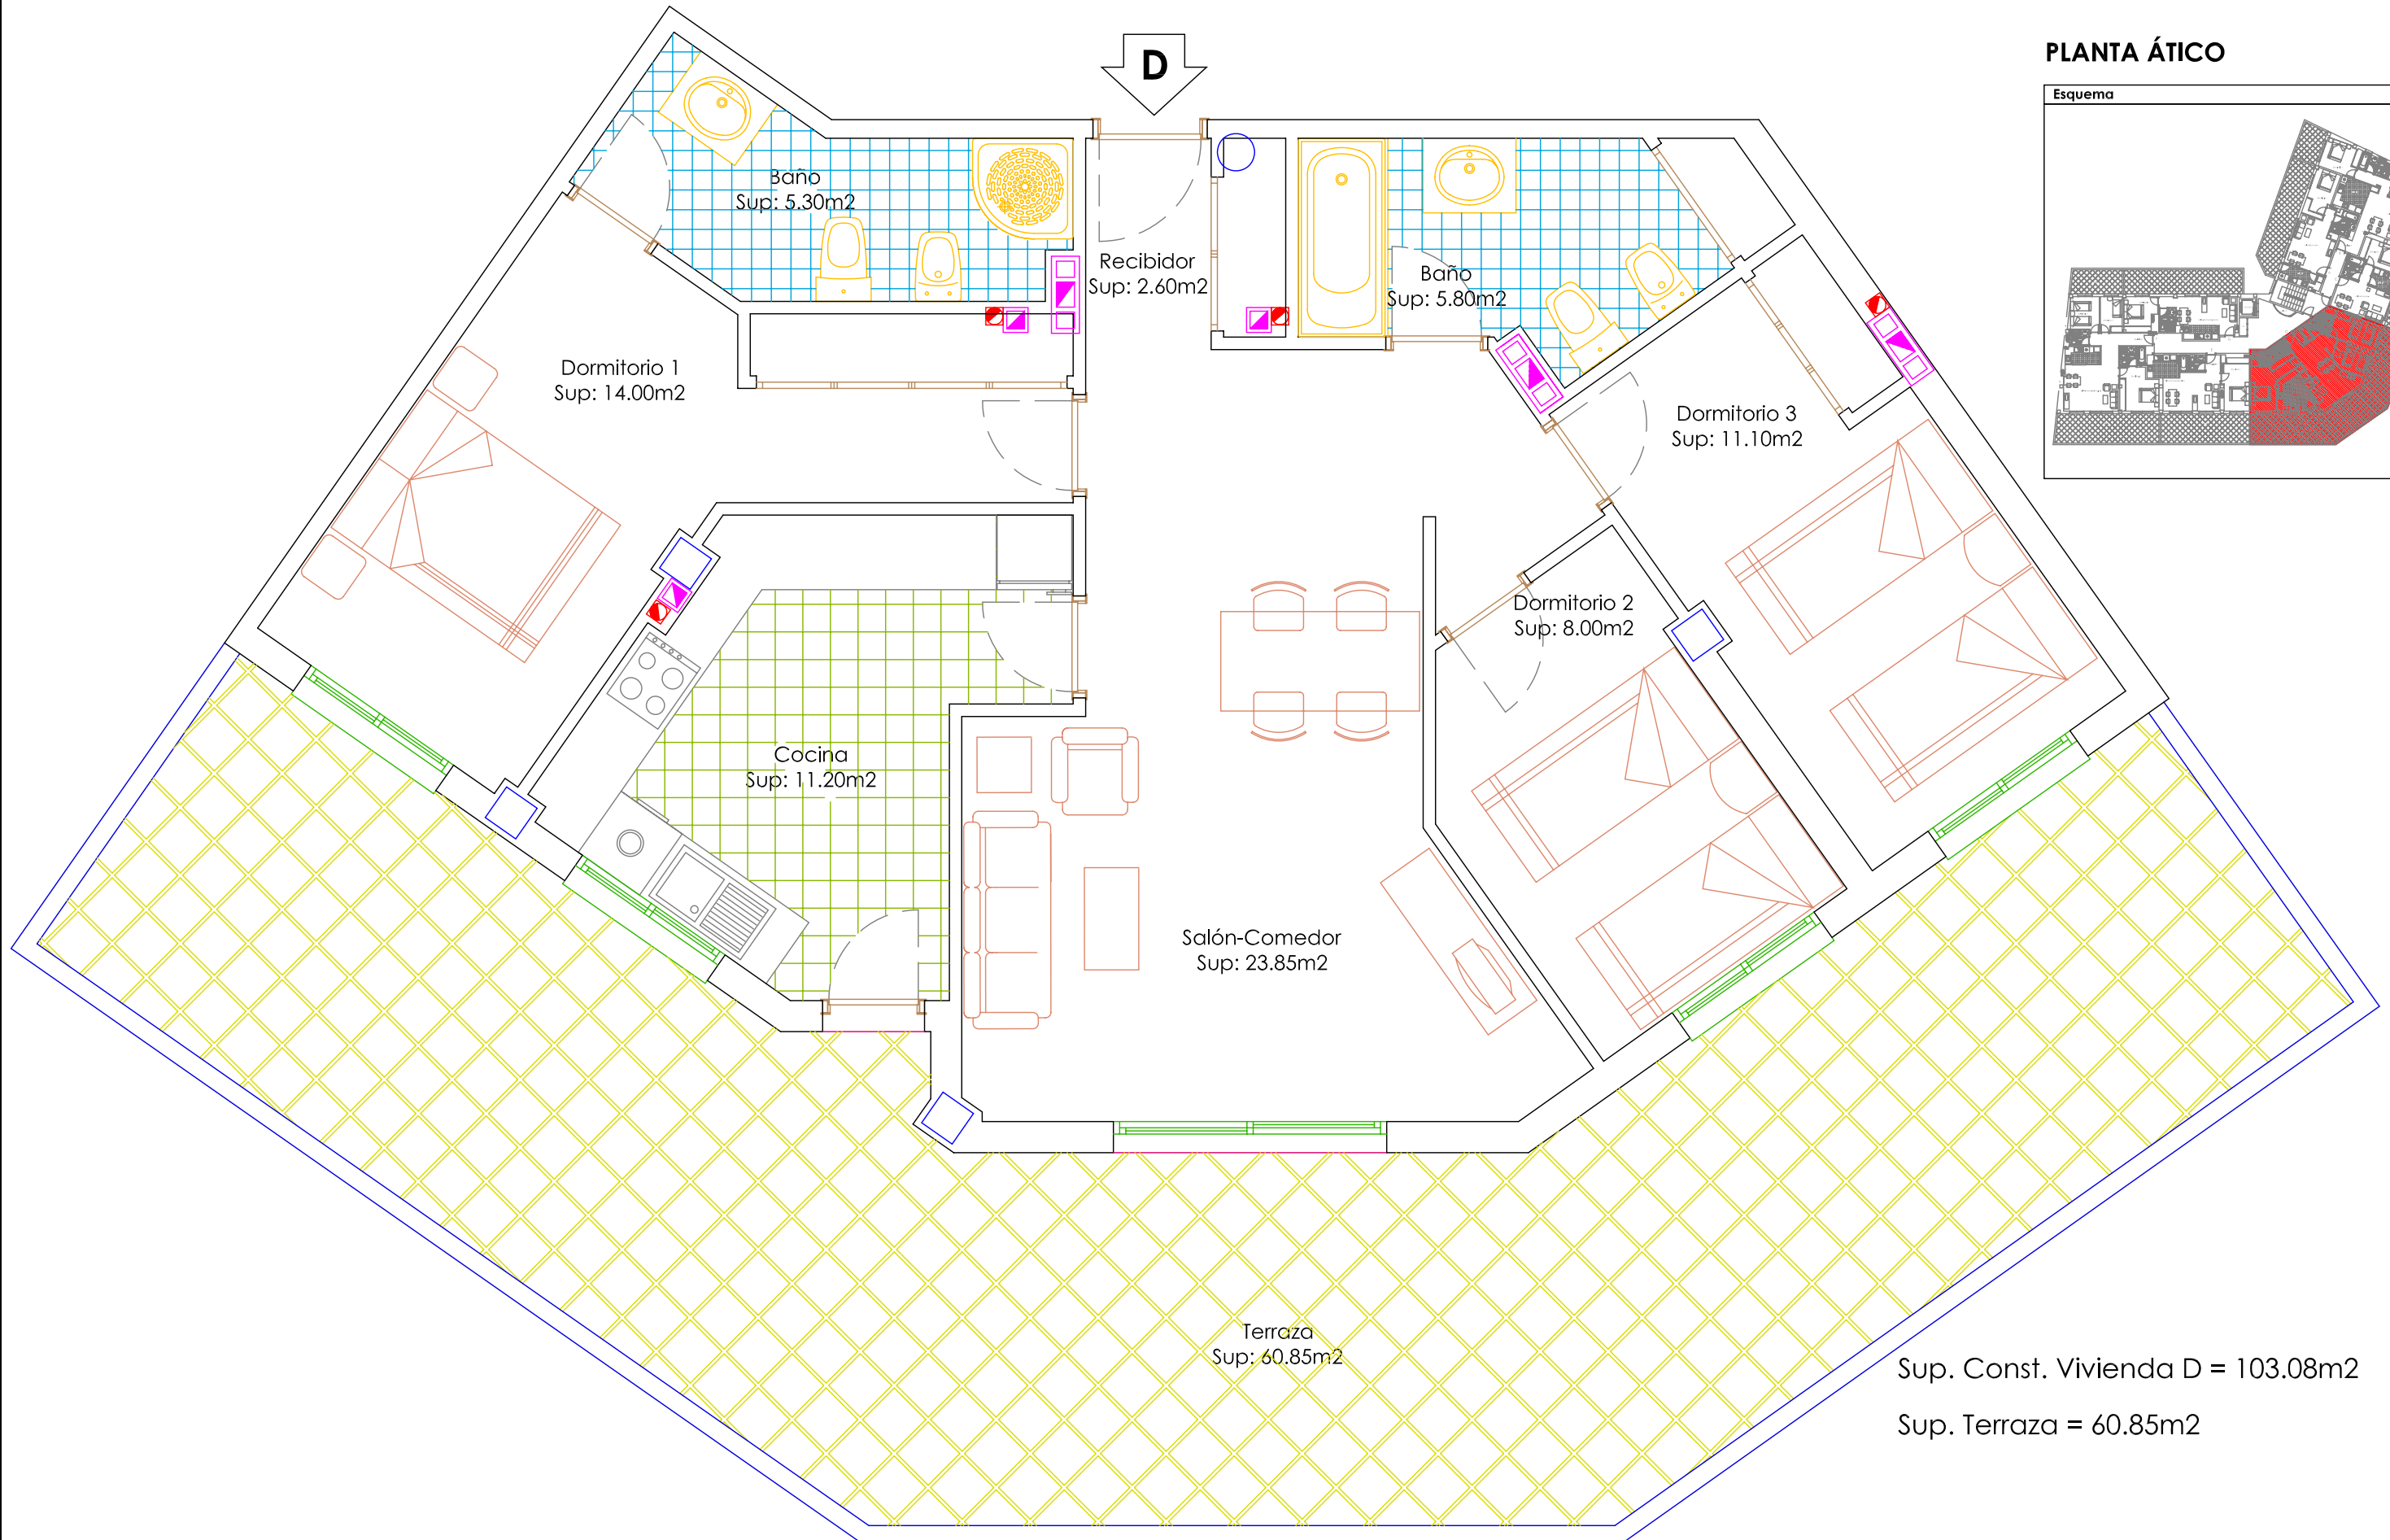 D
PLANTA ÁTICO
Esquema
Baño
Sup: 5.30m2
Recibidor
Sup: 2.60m2
Baño
Sup: 5.80m2
Dormitorio 1
Sup: 14.00m2
Dormitorio 3
Sup: 11.10m2
Dormitorio 2
Sup: 8.00m2
Cocina
Sup: 11.20m2
Salón-Comedor
Sup: 23.85m2
Terraza
Sup: 60.85m2
Sup. Const. Vivienda D = 103.08m2
Sup. Terraza = 60.85m2